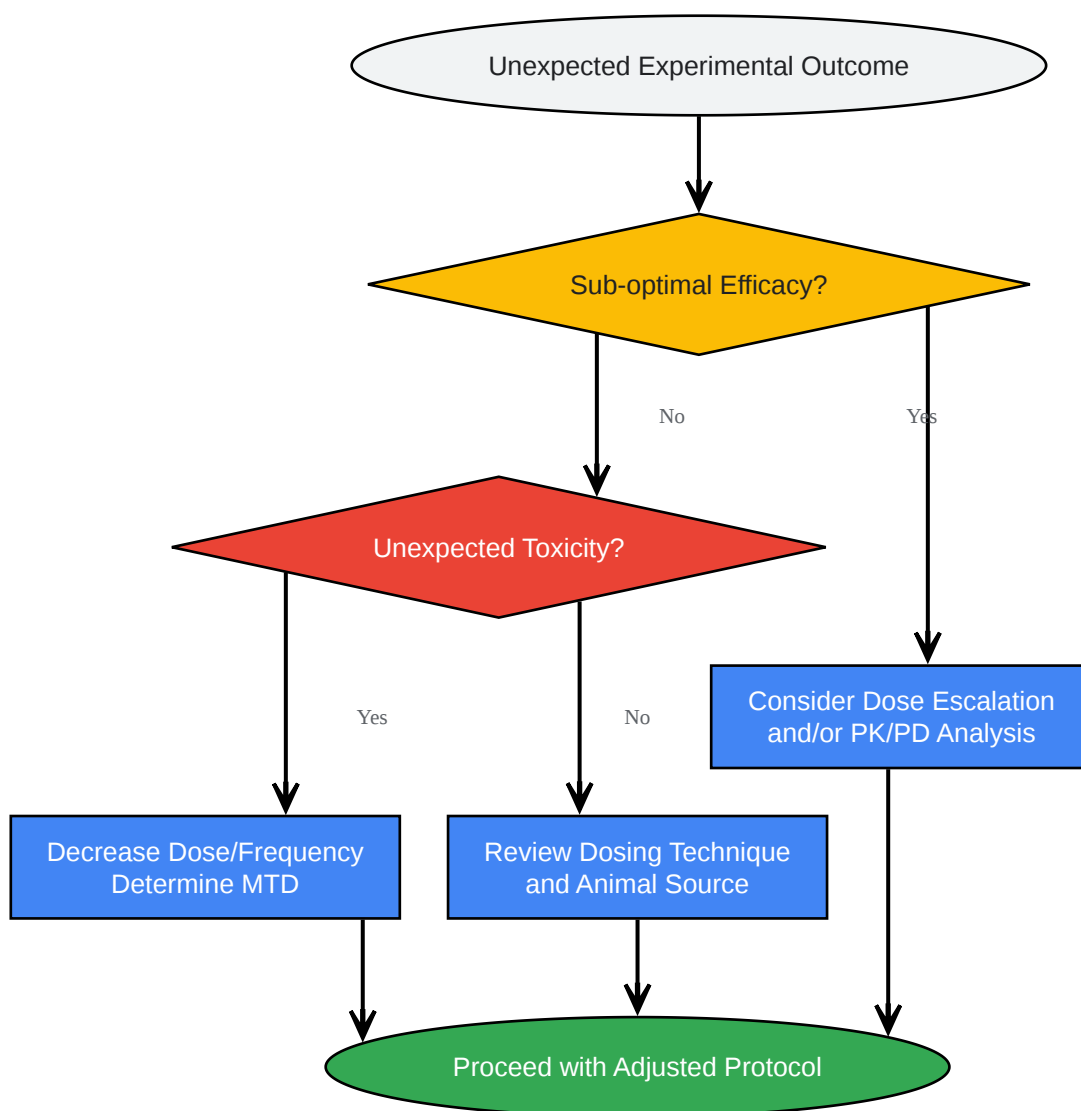 Unexpected Experimental Outcome
Sub-optimal Efficacy?
No
Yes
Unexpected Toxicity?
Yes
No
Consider Dose Escalation
and/or PK/PD Analysis
Decrease Dose/Frequency
Determine MTD
Review Dosing Technique
and Animal Source
Proceed with Adjusted Protocol